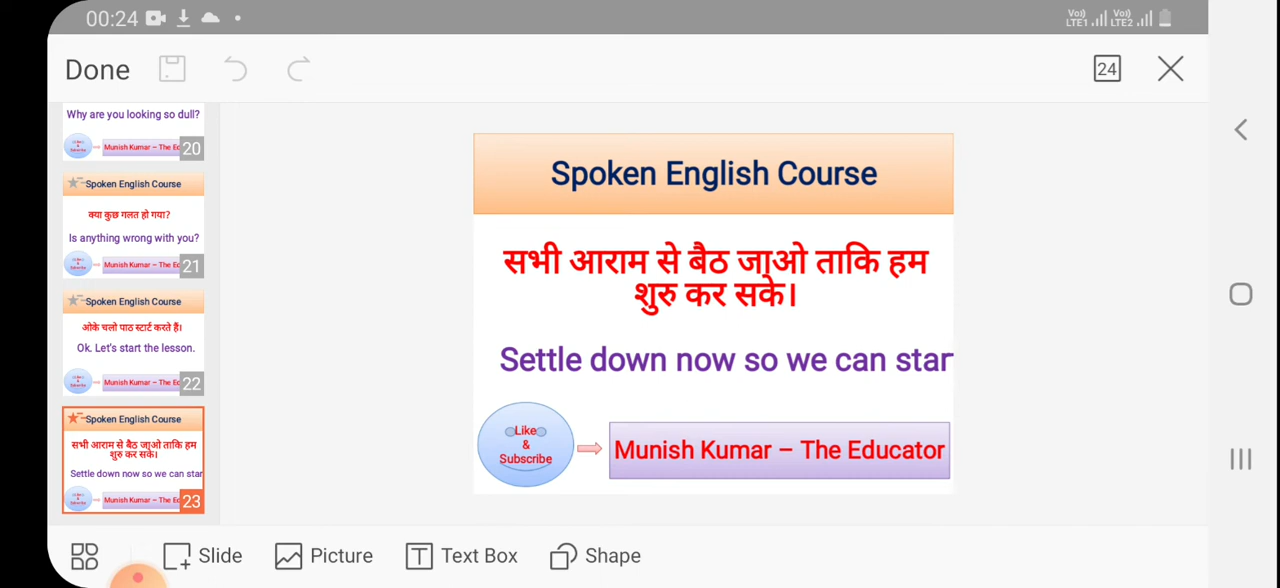 00:24
Vo)) LTE1 Vo)) LTE2
Done
24
Why are you looking so dull?
Munish Kumar – The Ed
20
Spoken English Course
क्या कुछ गलत हो गया?
Is anything wrong with you?
Munish Kumar – The Ed
21
Spoken English Course
ओके चलो पाठ स्टार्ट करते हैं।
Ok. Let's start the lesson.
Munish Kumar – The Ed
22
Spoken English Course
सभी आराम से बैठ जाओ ताकि हम
शुरु कर सके।
Settle down now so we can star
Munish Kumar – The Ed
23
Spoken English Course
सभी आराम से बैठ जाओ ताकि हम
शुरु कर सके।
Settle down now so we can star
Like
&
Subscribe
Munish Kumar – The Educator
Slide
Picture
Text Box
Shape